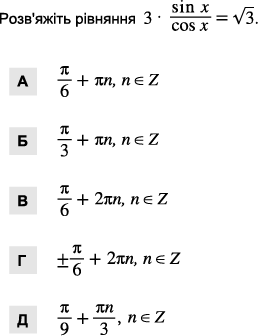 Розв'яжіть рівняння 3 · sin x / cos x = √3.
А π/6 + πn, n ∈ Z
Б π/3 + πn, n ∈ Z
В π/6 + 2πn, n ∈ Z
Г ±π/6 + 2πn, n ∈ Z
Д π/9 + πn/3, n ∈ Z